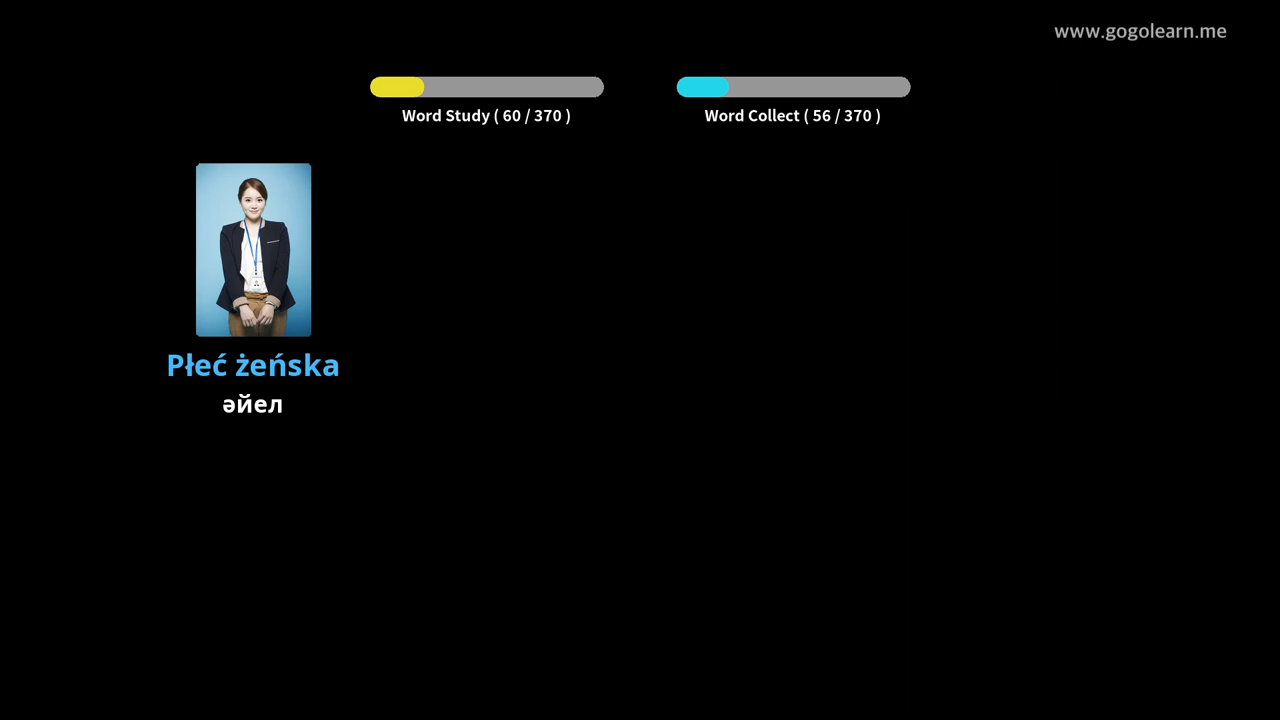 www.gogolearn.me
Word Study ( 60 / 370 )
Word Collect ( 56 / 370 )
Płeć żeńska
әйел